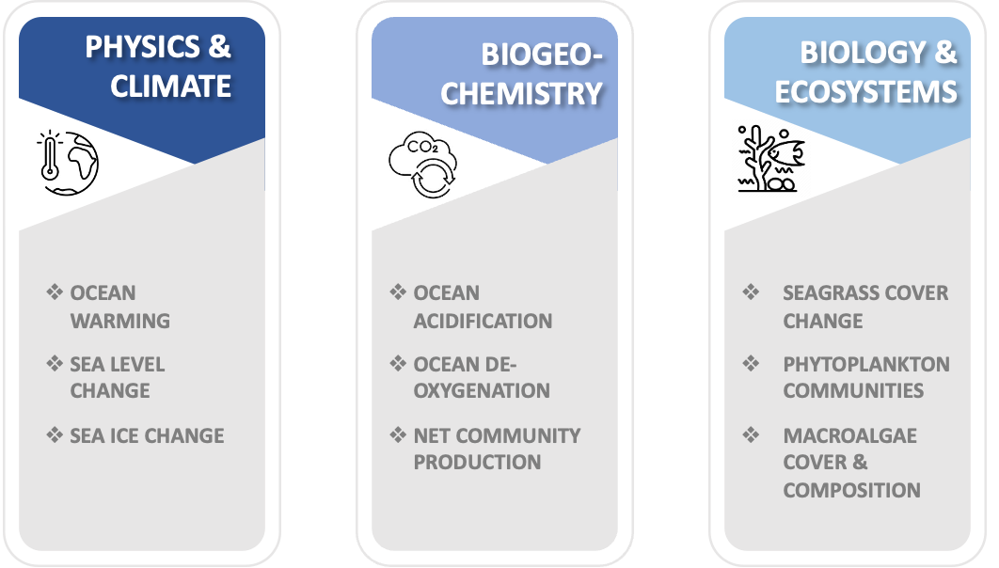 PHYSICS &
CLIMATE
❖ OCEAN
WARMING
❖ SEA LEVEL
CHANGE
❖ SEA ICE CHANGE
BIOGEO-
CHEMISTRY
CO₂
❖ OCEAN
ACIDIFICATION
❖ OCEAN DE-
OXYGENATION
❖ NET COMMUNITY
PRODUCTION
BIOLOGY &
ECOSYSTEMS
❖ SEAGRASS COVER
CHANGE
❖ PHYTOPLANKTON
COMMUNITIES
❖ MACROALGAE
COVER &
COMPOSITION